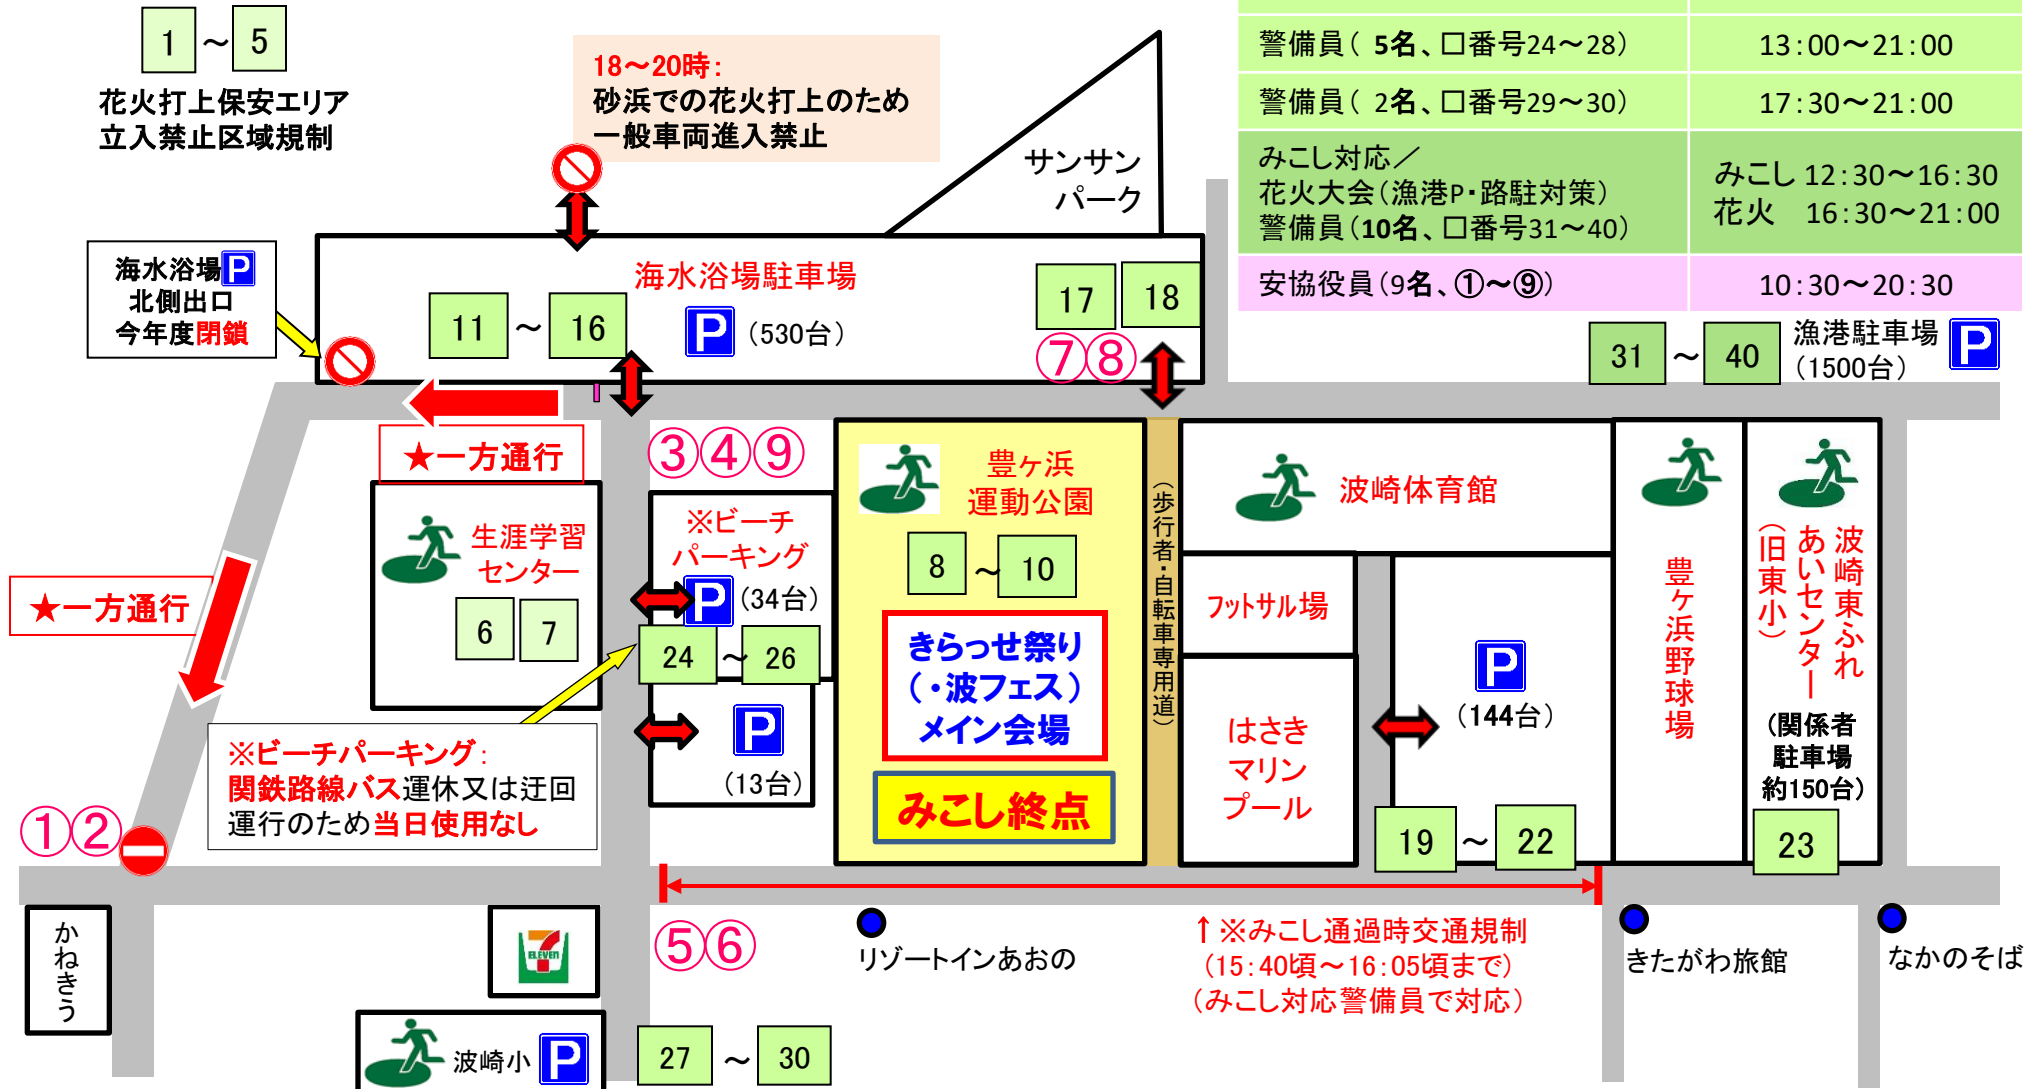 1 ～ 5
花火打上保安エリア
立入禁止区域規制
18～20時：
砂浜での花火打上のため
一般車両進入禁止
サンサン
パーク
警備員（ 5名、口番号24～28）
13：00～21：00
警備員（ 2名、口番号29～30）
17：30～21：00
みこし対応／
花火大会（漁港P・路駐対策）
警備員（10名、口番号31～40）
みこし 12：30～16：30
花火 16：30～21：00
安協役員（9名、①～⑨）
10：30～20：30
海水浴場P
北側出口
今年度閉鎖
海水浴場駐車場
11 ～ 16
P （530台）
17 18
⑦⑧
31 ～ 40
漁港駐車場
（1500台）
P
★一方通行
③④⑨
生涯学習
センター
6 7
★一方通行
※ビーチ
パーキング
P （34台）
24 ～ 26
P
（13台）
※ビーチパーキング：
関鉄路線バス運休又は迂回
運行のため当日使用なし
豊ヶ浜
運動公園
8 ～ 10
きらっせ祭り
（・波フェス）
メイン会場
みこし終点
（歩行者・自転車専用道）
波崎体育館
フットサル場
はさき
マリン
プール
P
（144台）
19 ～ 22
豊ヶ浜野球場
波崎東ふれ
あいセンター
（旧東小）
（関係者
駐車場
約150台）
23
①②
かねきう
7
ELEVEN
⑤⑥
リゾートインあおの
↑※みこし通過時交通規制
（15：40頃～16：05頃まで）
（みこし対応警備員で対応）
きたがわ旅館
なかのそば
波崎小 P
27 ～ 30